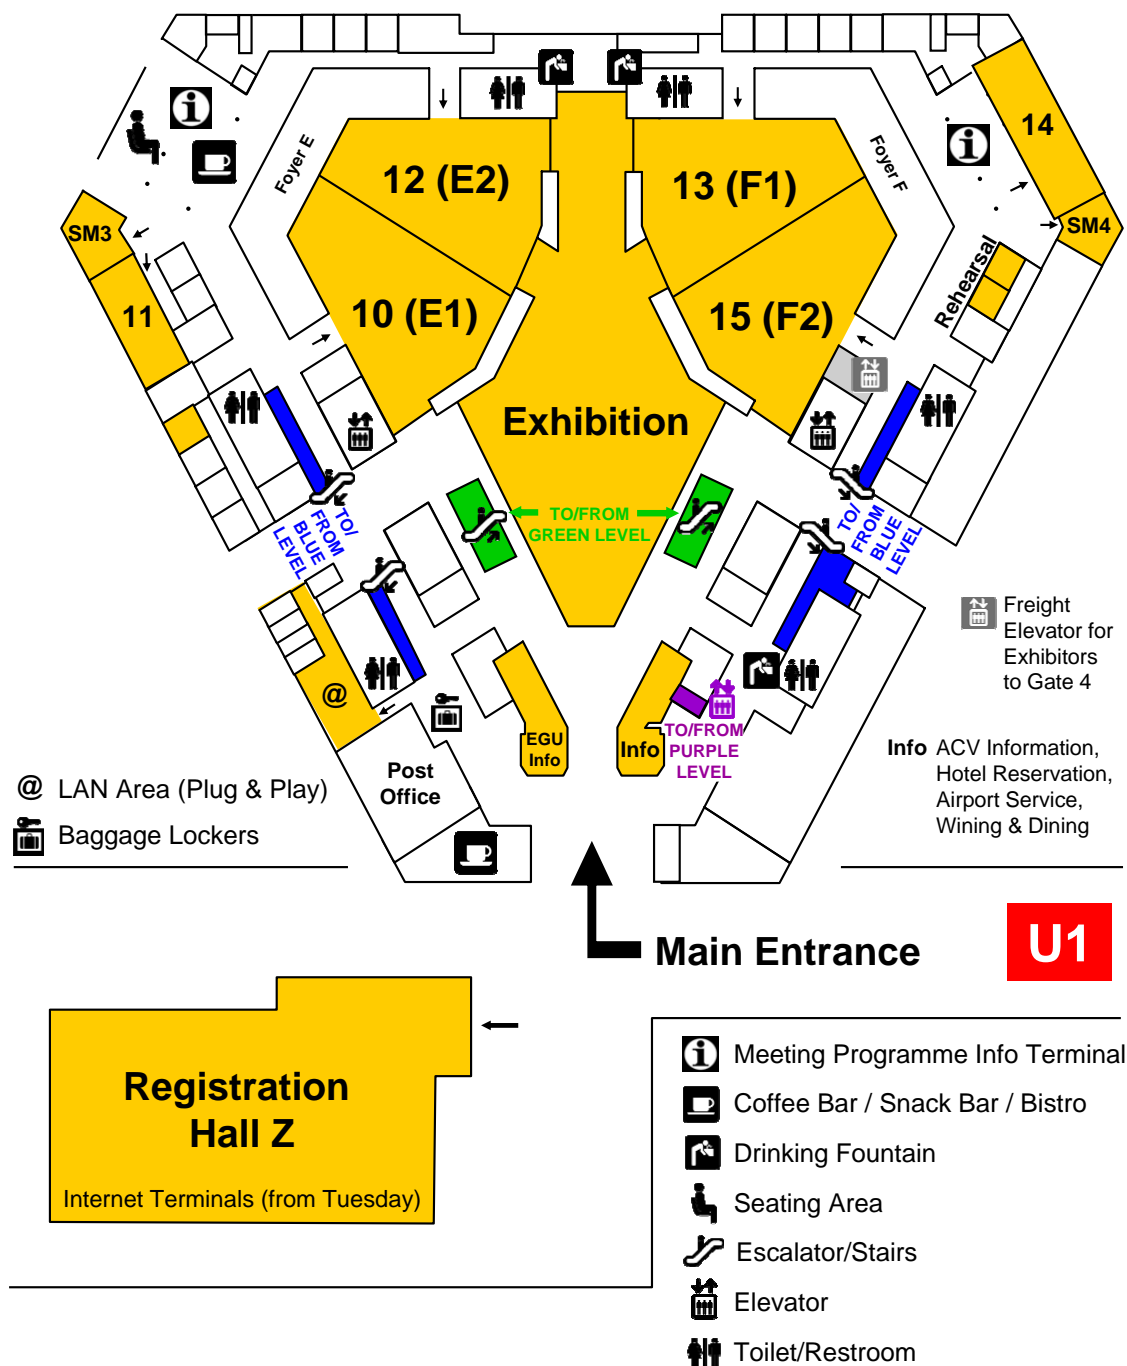 14
Foyer E
Foyer F
12 (E2)
13 (F1)
SM3
SM4
Rehearsal
11
10 (E1)
15 (F2)
Exhibition
TO/FROM
GREEN LEVEL
TO/
FROM
BLUE
LEVEL
TO/
FROM
BLUE
LEVEL
Freight
Elevator for
Exhibitors
to Gate 4
@
EGU
Info
Info
TO/FROM
PURPLE
LEVEL
Post
Office
Info ACV Information,
Hotel Reservation,
Airport Service,
Wining & Dining
@ LAN Area (Plug & Play)
Baggage Lockers
Main Entrance
U1
Registration
Hall Z
Internet Terminals (from Tuesday)
Meeting Programme Info Terminal
Coffee Bar / Snack Bar / Bistro
Drinking Fountain
Seating Area
Escalator/Stairs
Elevator
Toilet/Restroom